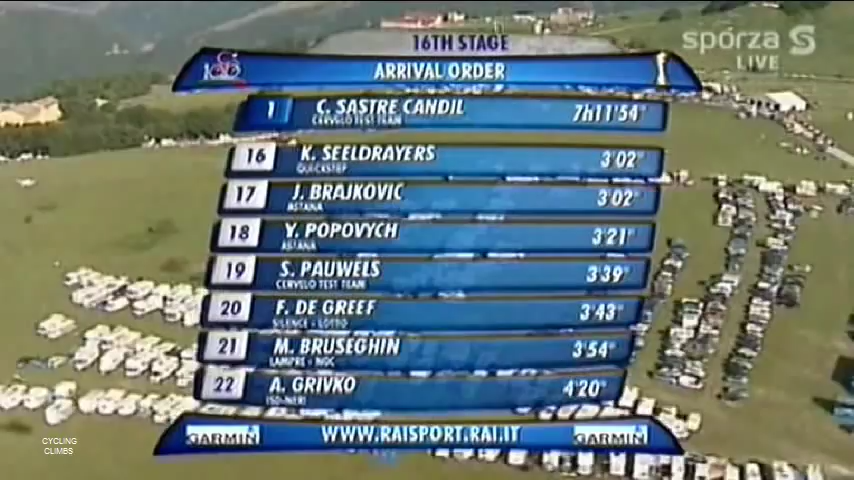 16TH STAGE
spórza S
LIVE
100
ARRIVAL ORDER
1 C. SASTRE CANDIL 7h11'54"
CERVELO TEST TEAM
16 K. SEELDRAYERS 3'02"
QUICKSTEP
17 J. BRAJKOVIC 3'02"
ASTANA
18 Y. POPOVYCH 3'21"
ASTANA
19 S. PAUWELS 3'39"
CERVELO TEST TEAM
20 F. DE GREEF 3'43"
SILENCE - LOTTO
21 M. BRUSEGHIN 3'54"
LAMPRE - NGC
22 A. GRIVKO 4'20"
ISD-NERI
GARMIN WWW.RAISPORT.RAI.IT GARMIN
CYCLING
CLIMBS